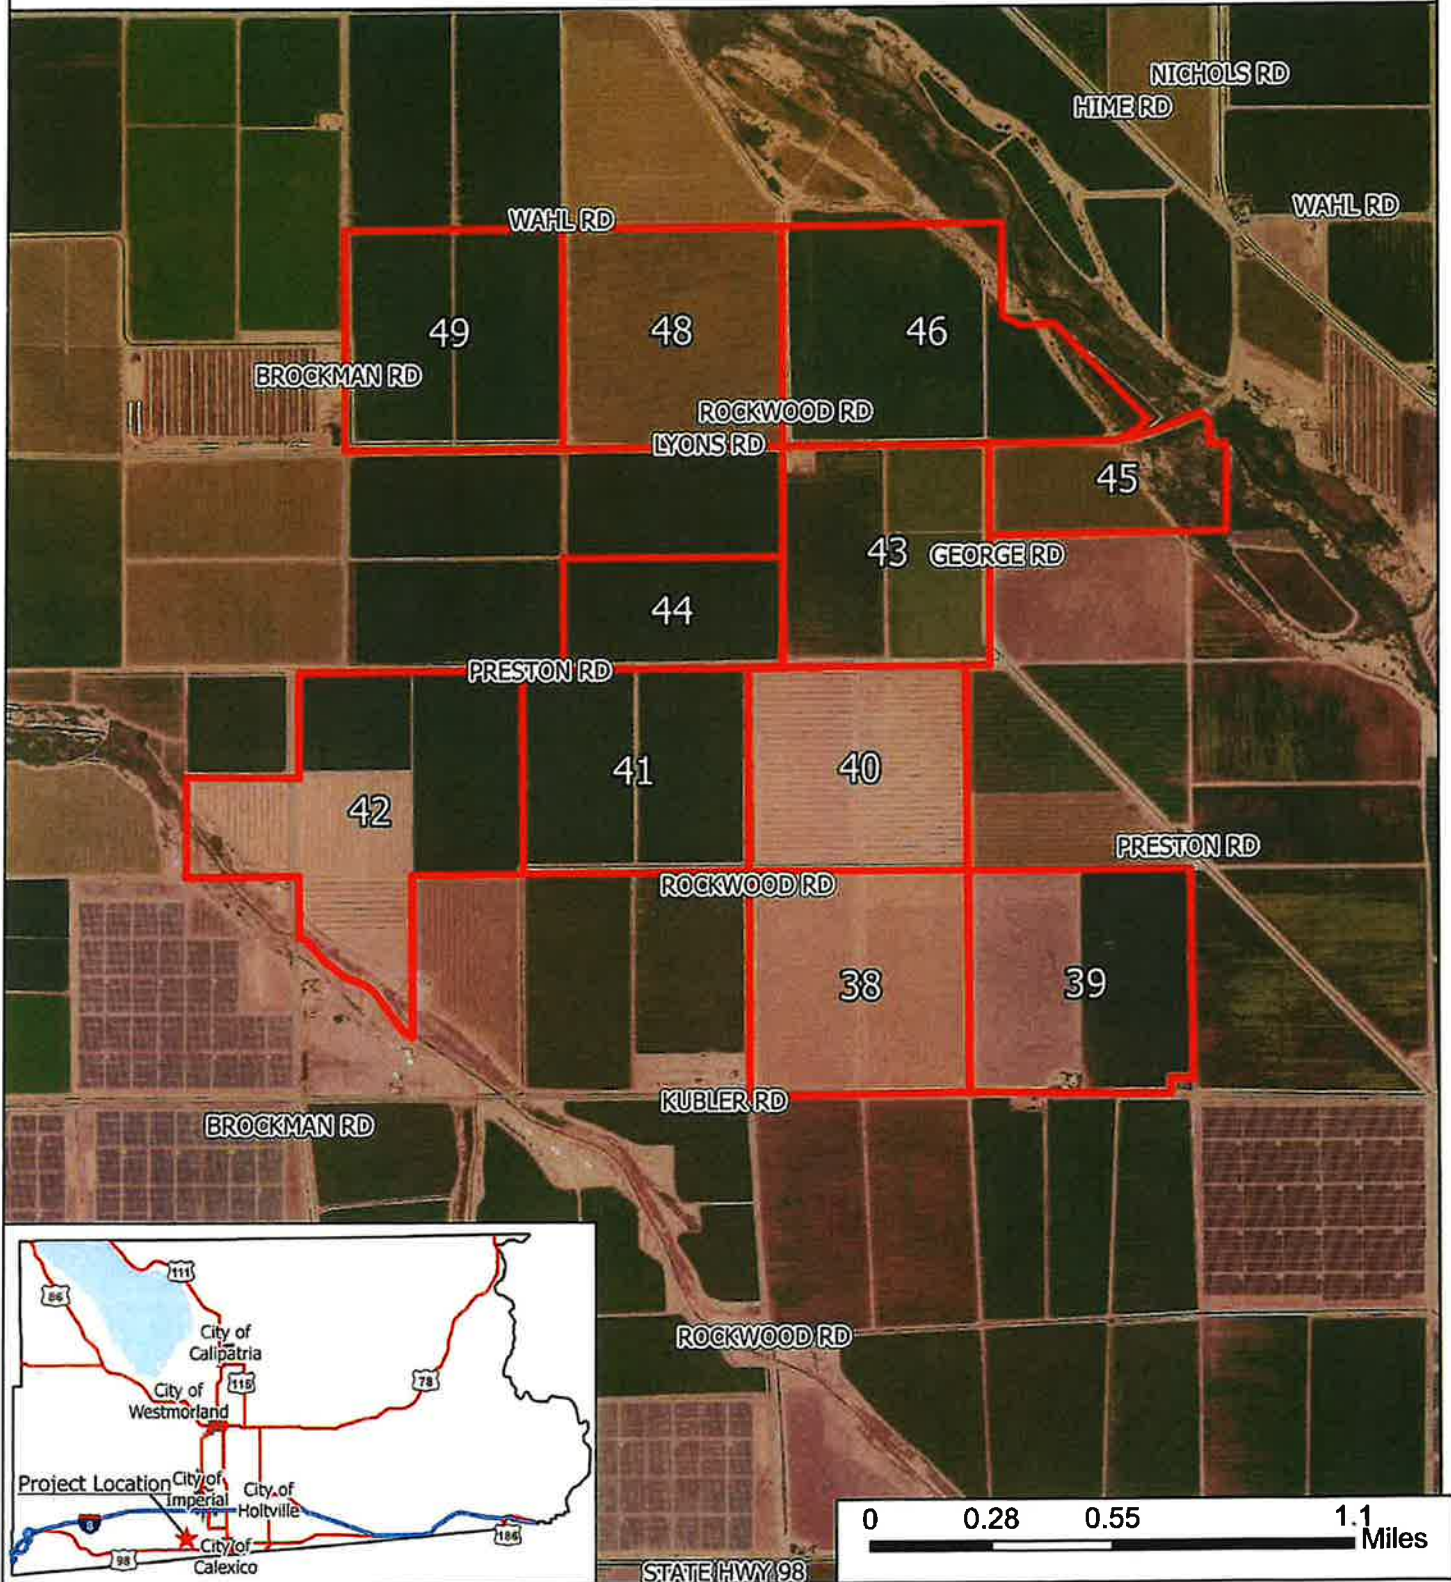 NICHOLS RD
HIME RD
WAHL RD
WAHL RD
49
48
46
BROCKMAN RD
ROCKWOOD RD
LYONS RD
45
43
GEORGE RD
44
PRESTON RD
41
40
42
PRESTON RD
ROCKWOOD RD
38
39
KUBLER RD
BROCKMAN RD
ROCKWOOD RD
111
86
City of
Calipatria
115
78
City of
Westmorland
Project Location
City of
Imperial
City of
Holtville
8
98
City of
Calexico
186
0 0.28 0.55 1.1
Miles
STATE HWY 98